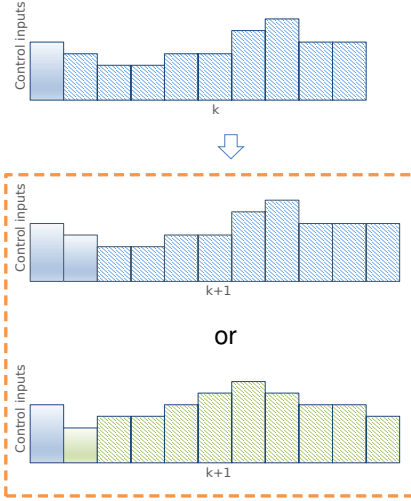 Control inputs
k
Control inputs
k+1
or
Control inputs
k+1